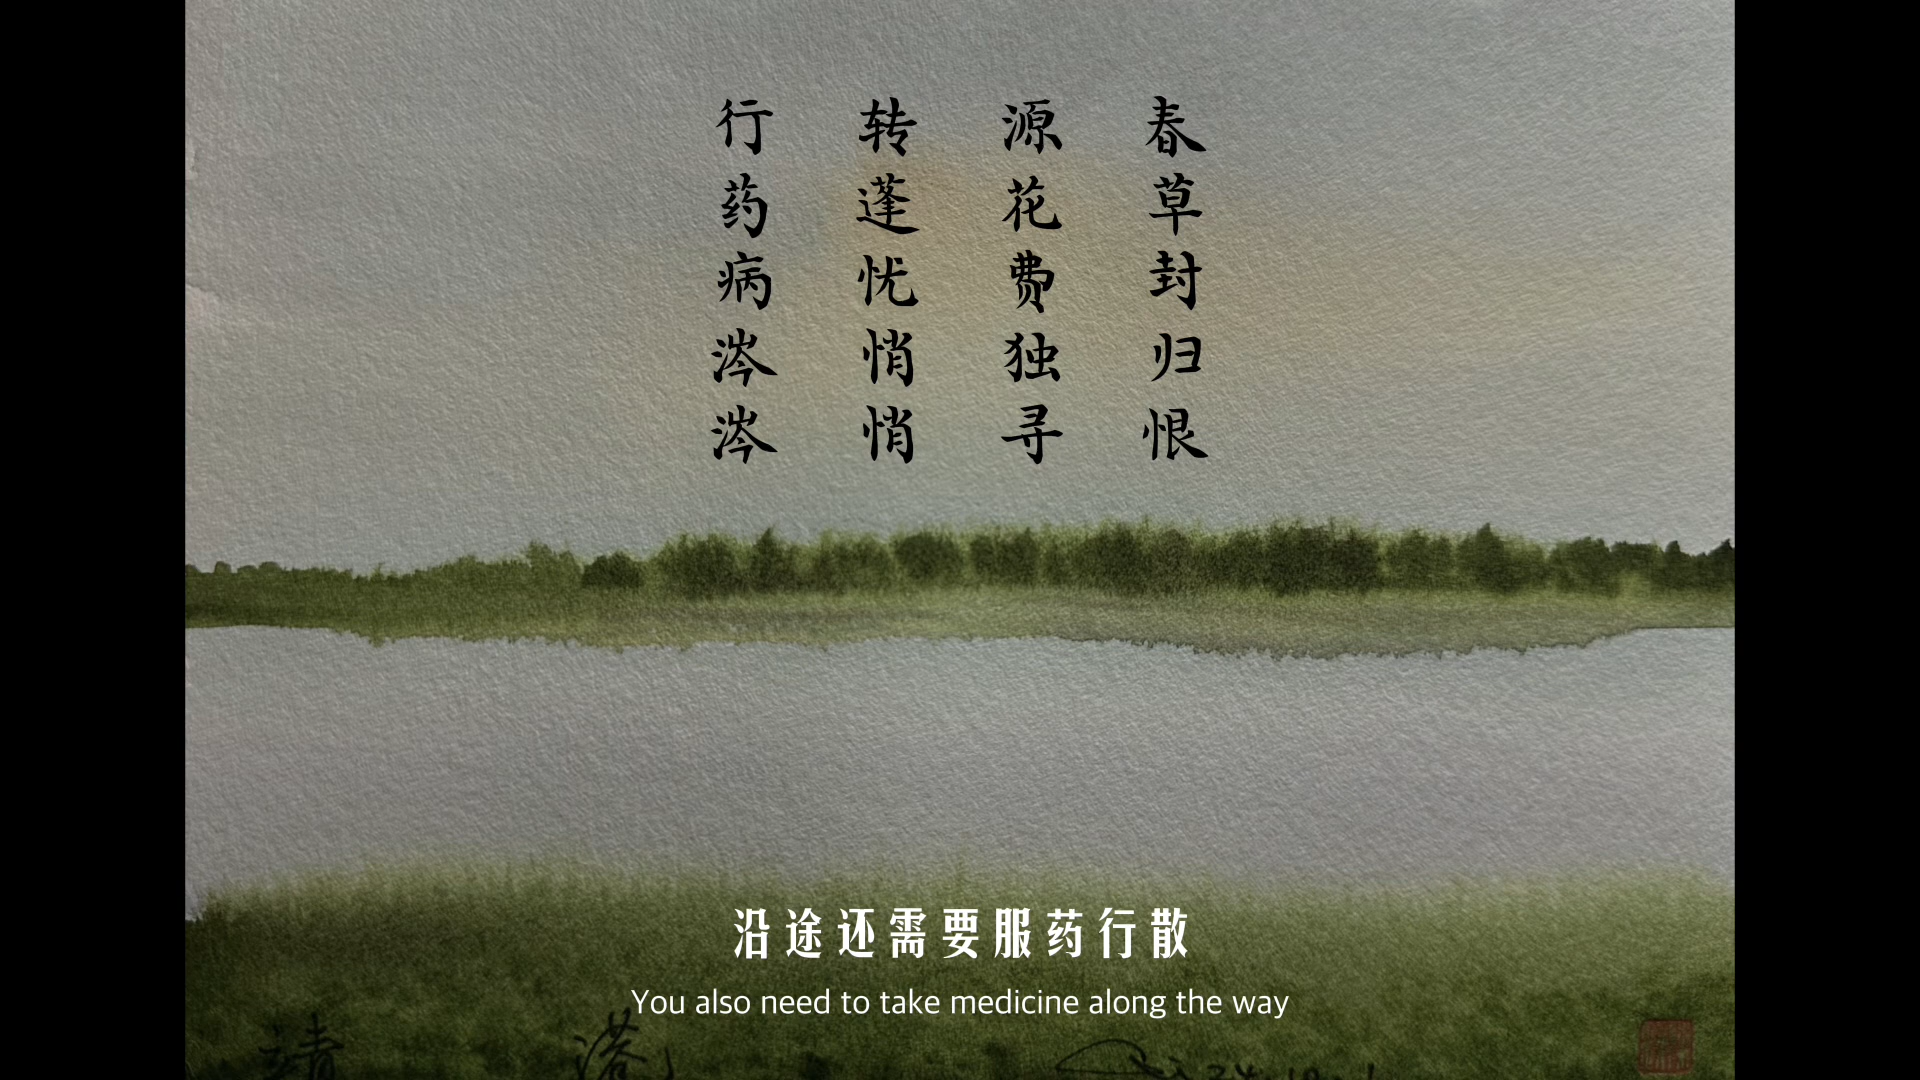 春草封归恨
源花费独寻
转蓬忧悄悄
行药病涔涔
沿途还需要服药行散
You also need to take medicine along the way